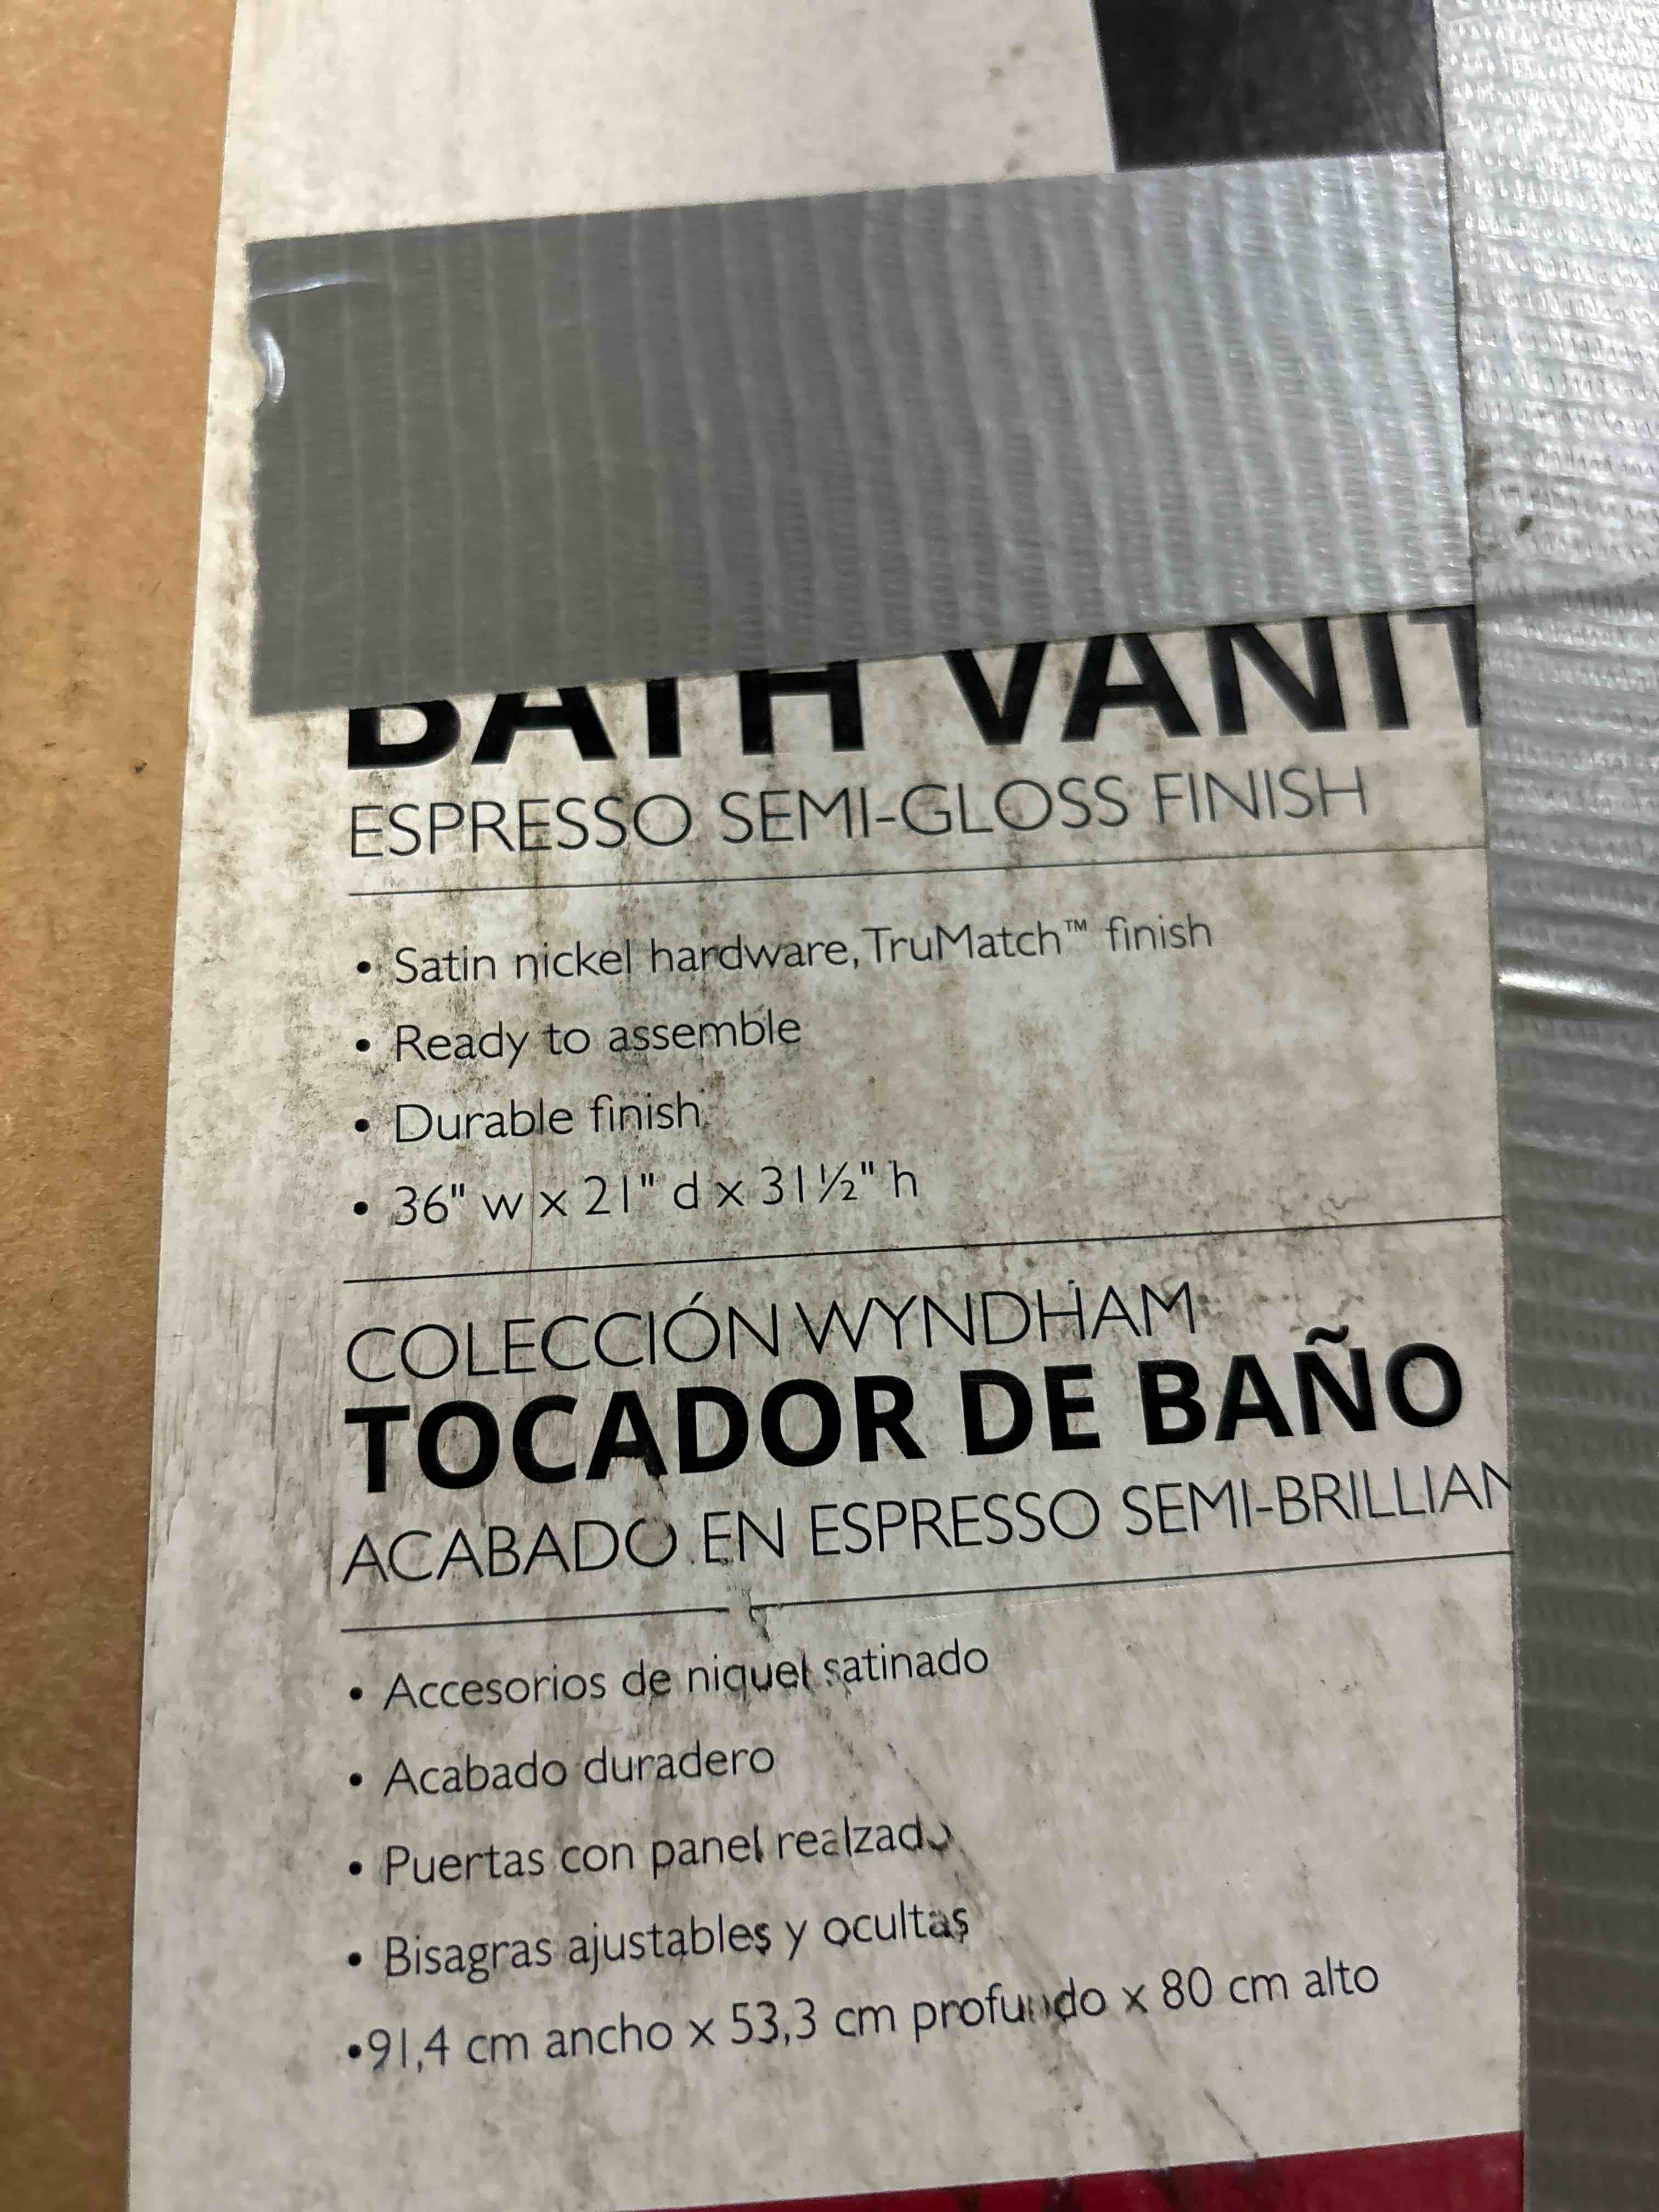 BATH VANIT
ESPRESSO SEMI-GLOSS FINISH
• Satin nickel hardware, TruMatch™ finish
• Ready to assemble
• Durable finish
• 36" w x 21" d x 31½" h
COLECCIÓN WYNDHAM
TOCADOR DE BAÑO
ACABADO EN ESPRESSO SEMI-BRILLIAN
• Accesorios de niquel satinado
• Acabado duradero
• Puertas con panel realzado
• Bisagras ajustables y ocultas
•91,4 cm ancho x 53,3 cm profundo x 80 cm alto